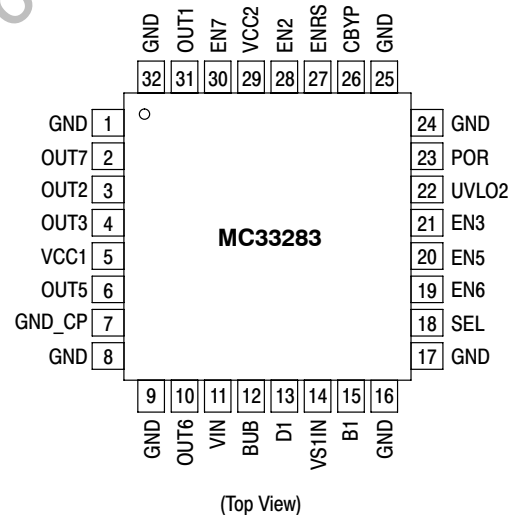 GND OUT1 EN7 VCC2 EN2 ENRS CBYP GND
32 31 30 29 28 27 26 25
GND 1 24 GND
OUT7 2 23 POR
OUT2 3 22 UVLO2
OUT3 4 21 EN3
MC33283
VCC1 5 20 EN5
OUT5 6 19 EN6
GND_CP 7 18 SEL
GND 8 17 GND
9 10 11 12 13 14 15 16
GND OUT6 VIN BUB D1 VS1IN B1 GND
(Top View)